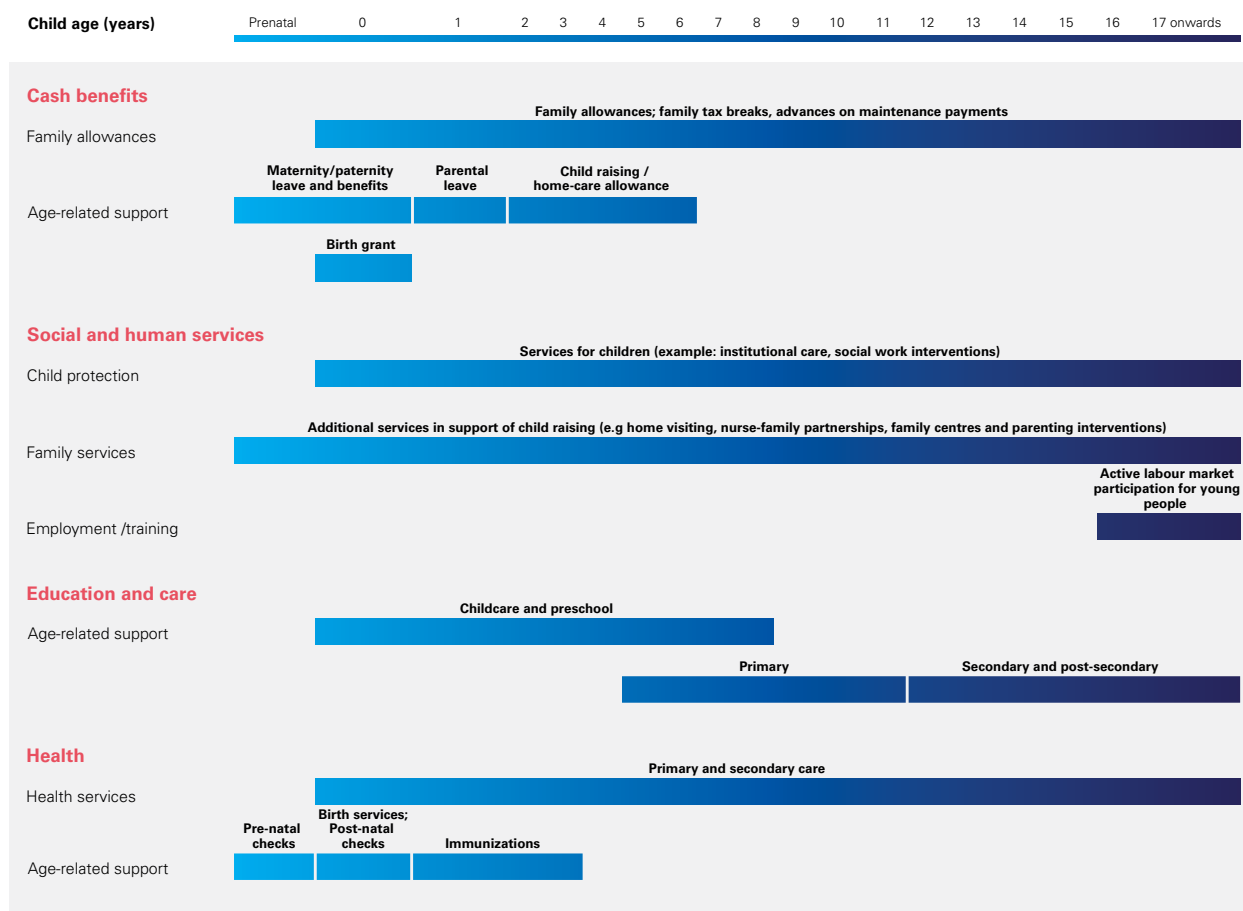 Child age (years) Prenatal 0 1 2 3 4 5 6 7 8 9 10 11 12 13 14 15 16 17 onwards
Cash benefits
Family allowances; family tax breaks, advances on maintenance payments
Family allowances
Maternity/paternity
leave and benefits
Parental
leave
Child raising /
home-care allowance
Age-related support
Birth grant
Social and human services
Services for children (example: institutional care, social work interventions)
Child protection
Additional services in support of child raising (e.g home visiting, nurse-family partnerships, family centres and parenting interventions)
Family services
Active labour market
participation for young
people
Employment /training
Education and care
Childcare and preschool
Age-related support
Primary
Secondary and post-secondary
Health
Primary and secondary care
Health services
Pre-natal
checks
Birth services;
Post-natal
checks
Immunizations
Age-related support